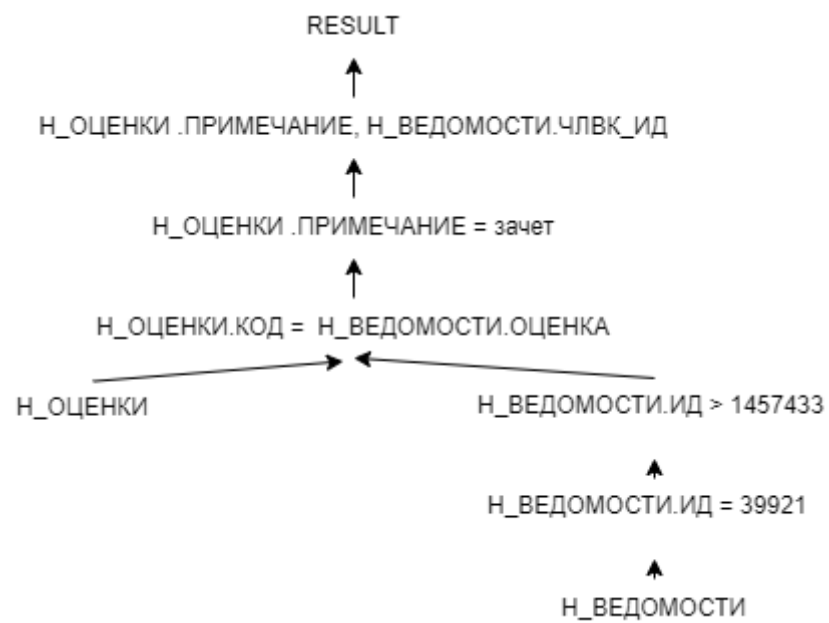 RESULT
Н_ОЦЕНКИ .ПРИМЕЧАНИЕ, Н_ВЕДОМОСТИ.ЧЛВК_ИД
Н_ОЦЕНКИ .ПРИМЕЧАНИЕ = зачет
Н_ОЦЕНКИ.КОД = Н_ВЕДОМОСТИ.ОЦЕНКА
Н_ОЦЕНКИ
Н_ВЕДОМОСТИ.ИД > 1457433
Н_ВЕДОМОСТИ.ИД = 39921
Н_ВЕДОМОСТИ